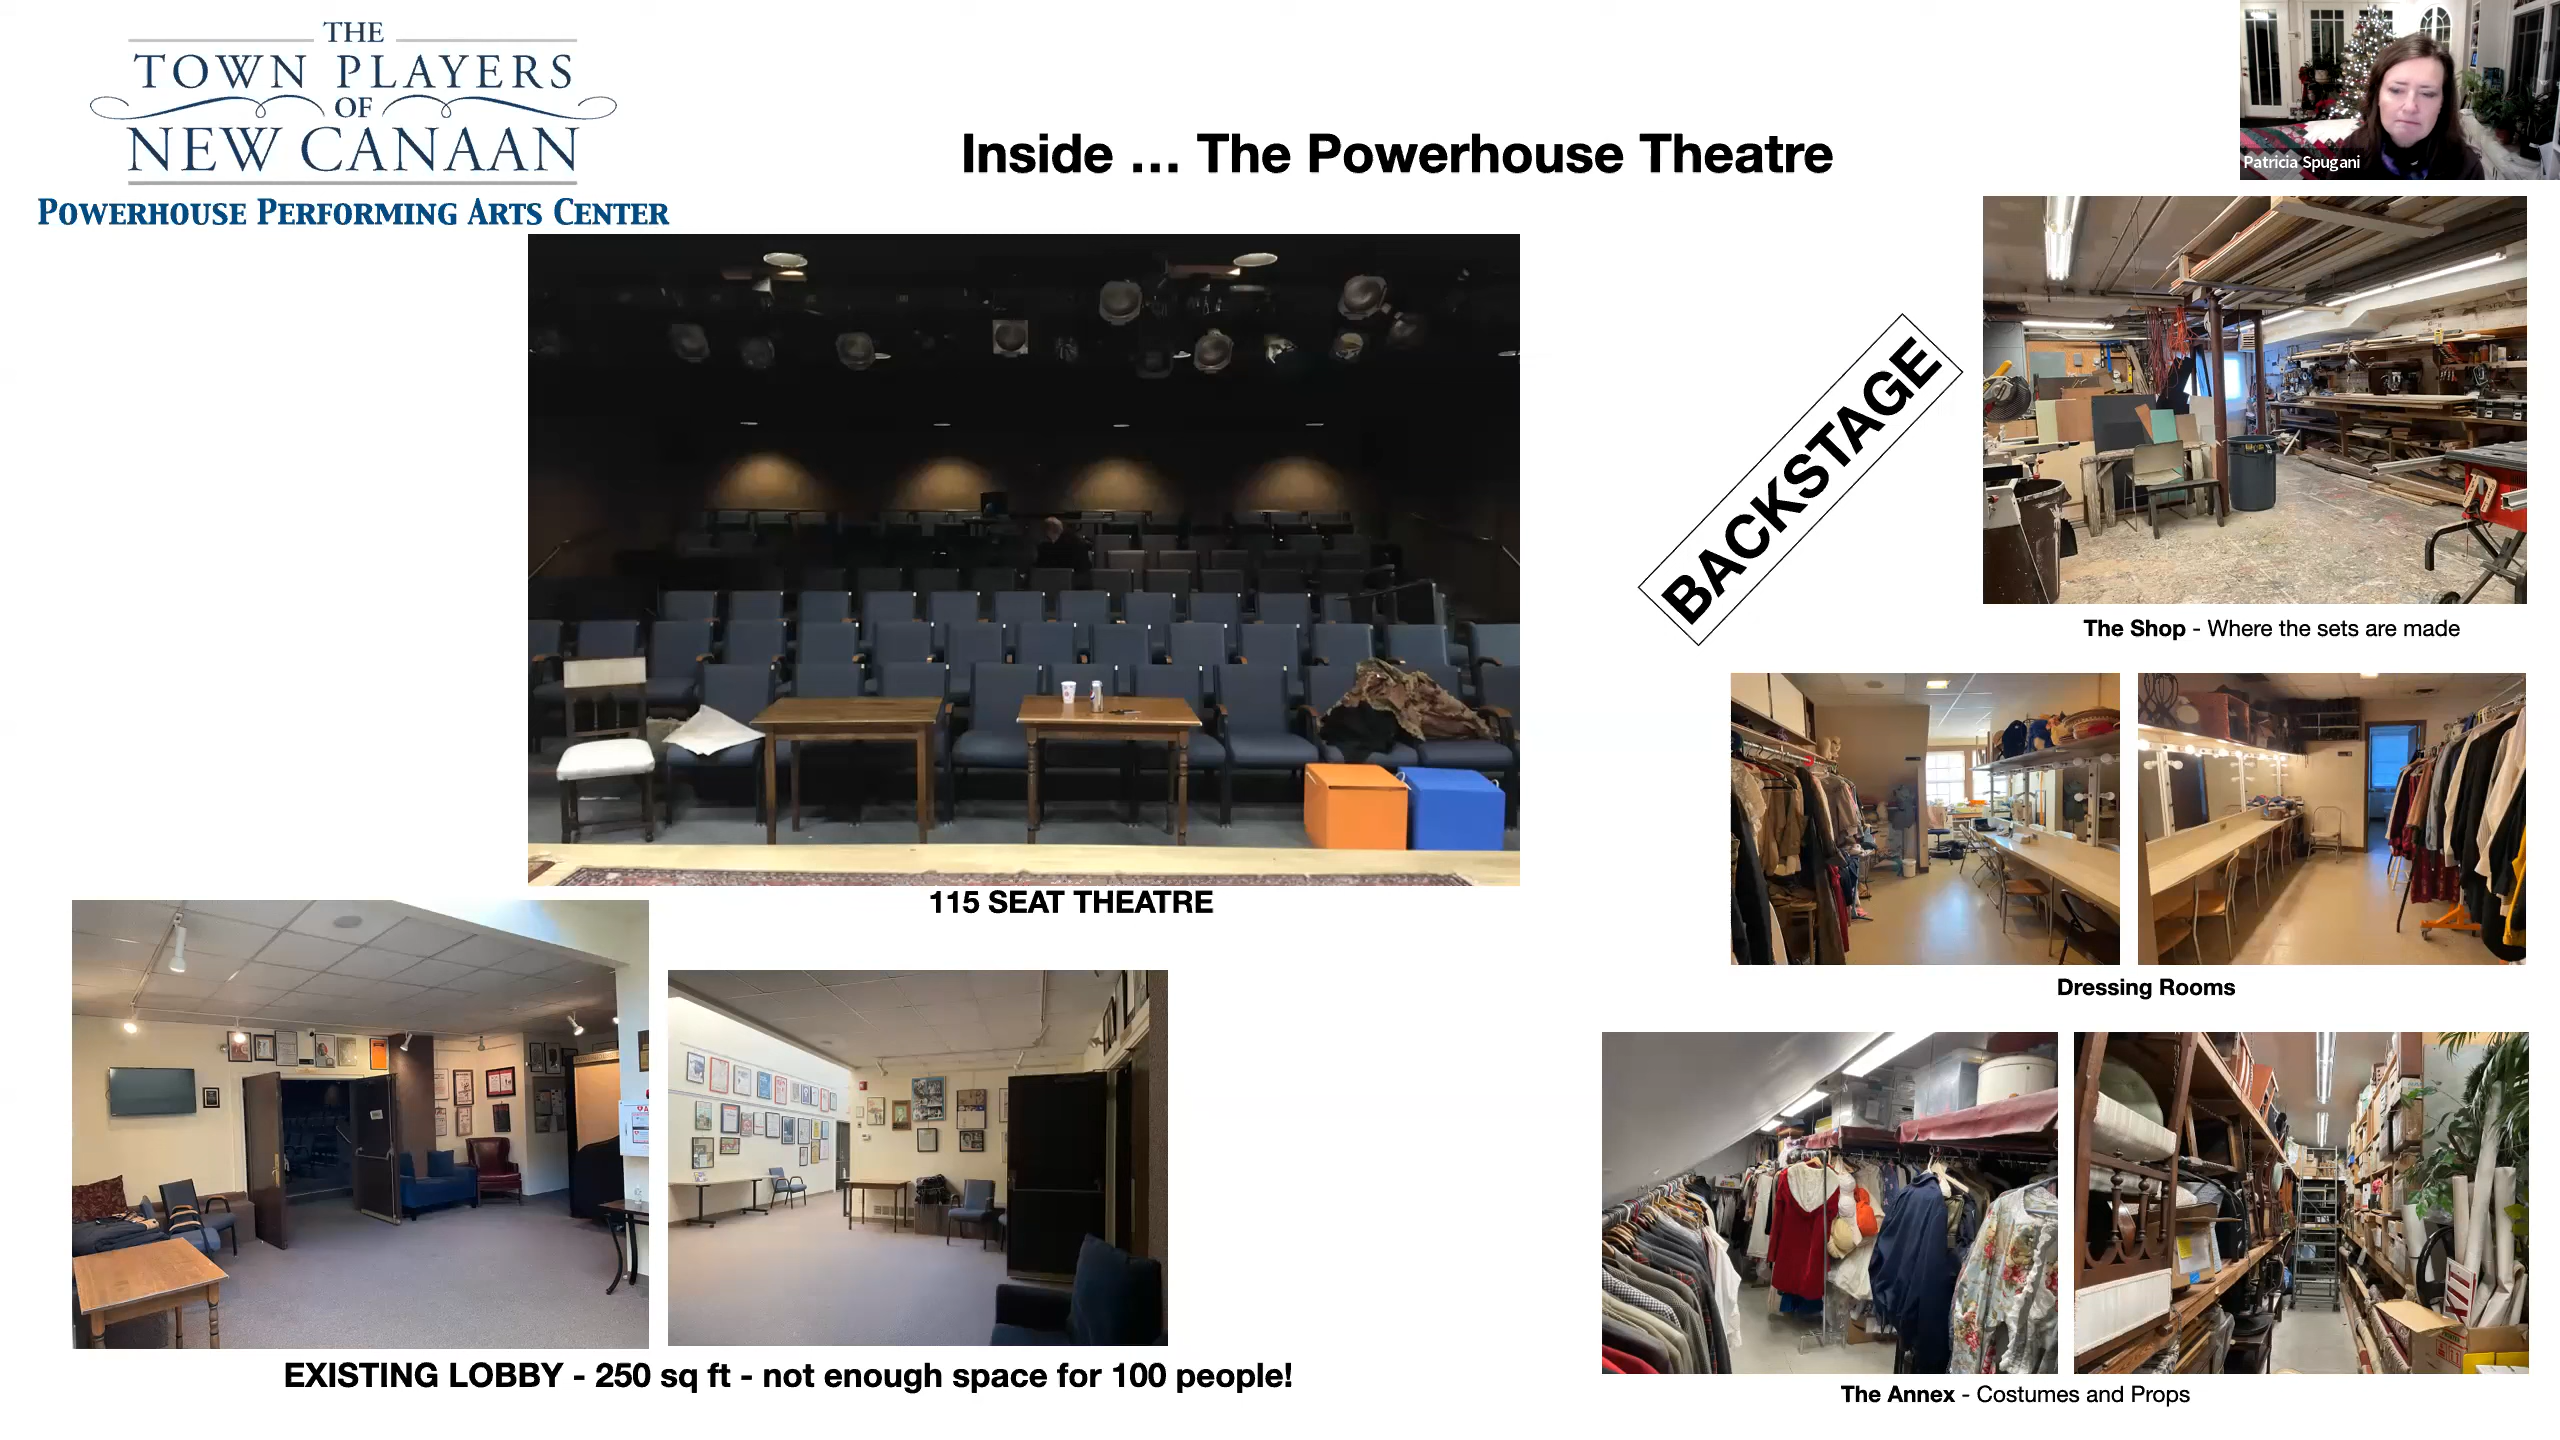 THE
TOWN PLAYERS
OF
NEW CANAAN
POWERHOUSE PERFORMING ARTS CENTER
Inside ... The Powerhouse Theatre
Patricia Spugani
BACKSTAGE
The Shop - Where the sets are made
115 SEAT THEATRE
Dressing Rooms
EXISTING LOBBY - 250 sq ft - not enough space for 100 people!
The Annex - Costumes and Props